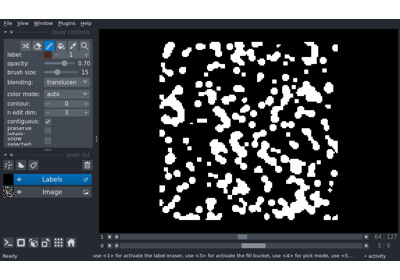 File View Window Plugins Help
layer controls
label: 1
opacity: 0.70
brush size: 15
blending: translucen
color mode: auto
contour: 0
n edit dim: 3
contiguous:
preserve labels:
show selected:
layer list
Labels
Image
1 64 127
0 5 9
Ready use <1> for activate the label eraser, use <3> for activate the fill bucket, use <4> for pick mode, use <5... activity